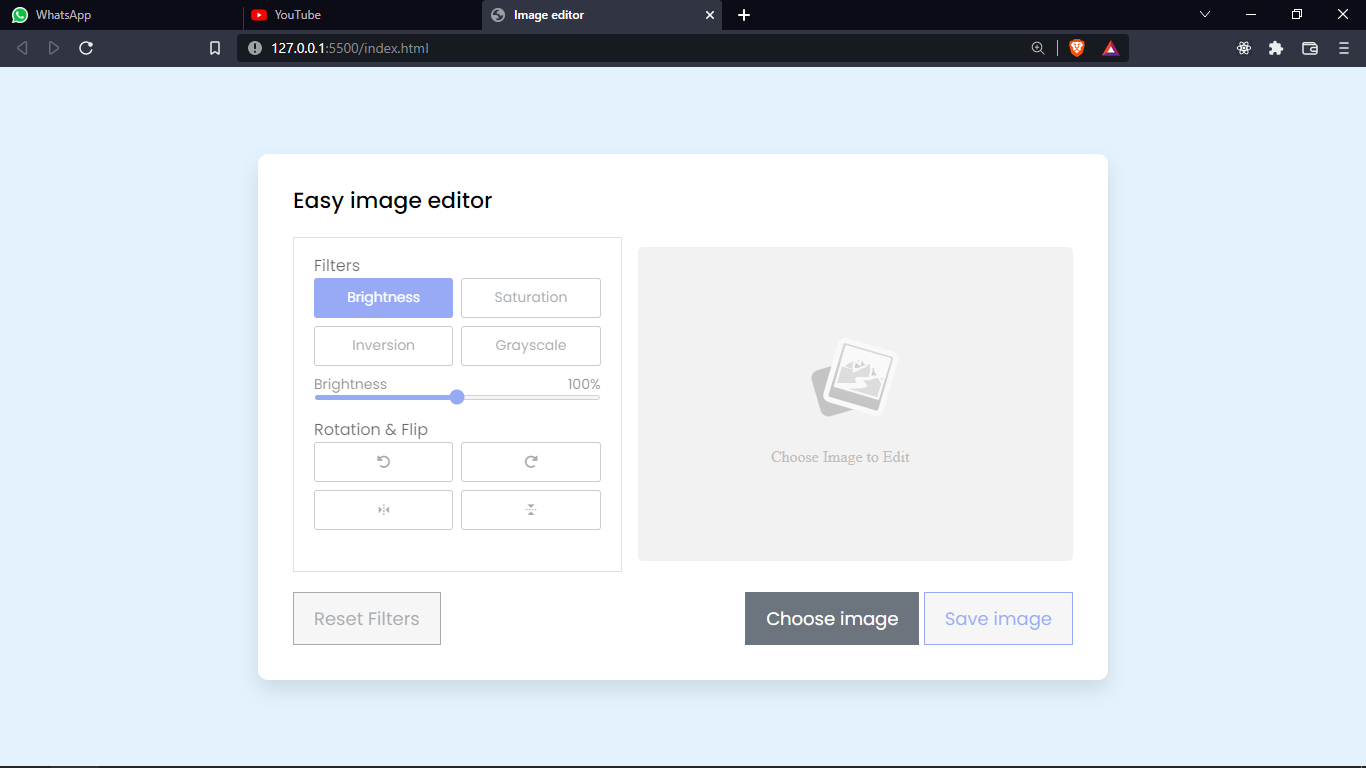 WhatsApp
YouTube
Image editor
127.0.0.1:5500/index.html
Easy image editor
Filters
Brightness
Saturation
Inversion
Grayscale
Brightness
100%
Rotation & Flip
Choose Image to Edit
Reset Filters
Choose image
Save image